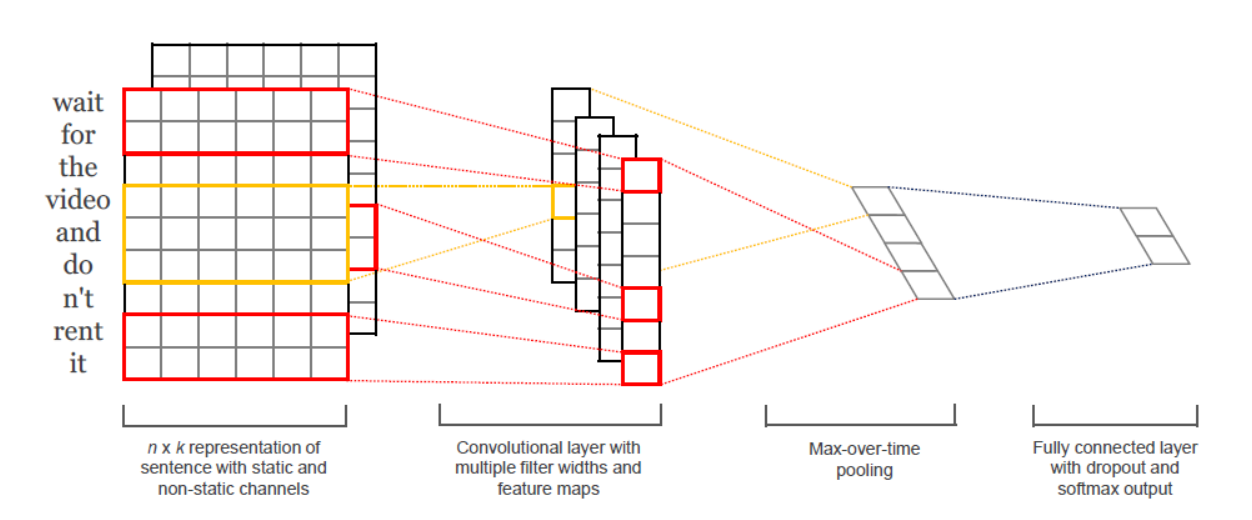 wait
for
the
video
and
do
n't
rent
it
n x k representation of
sentence with static and
non-static channels
Convolutional layer with
multiple filter widths and
feature maps
Max-over-time
pooling
Fully connected layer
with dropout and
softmax output